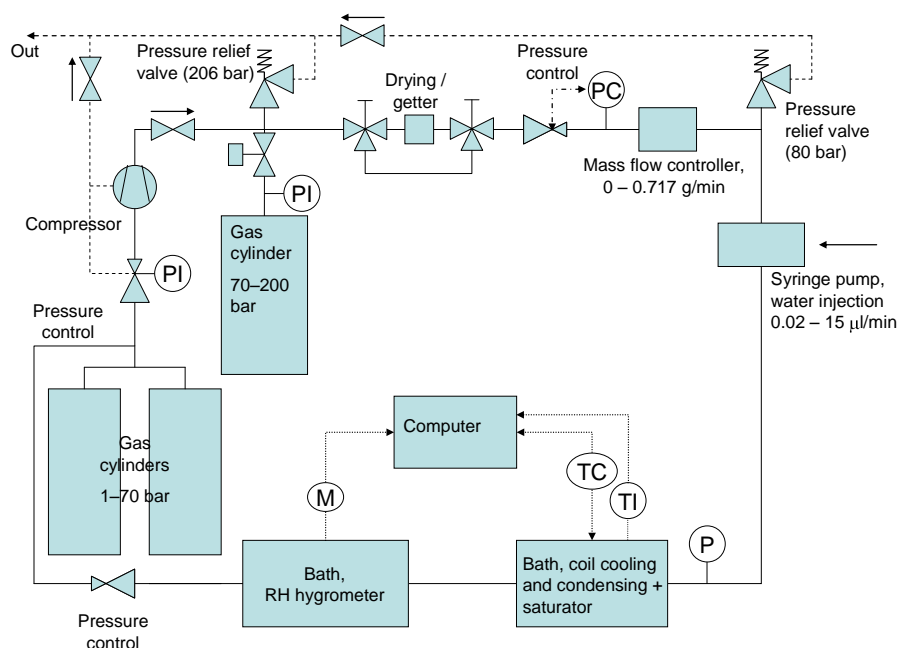 Out
Pressure relief
valve (206 bar)
Drying /
getter
Pressure
control
PC
Mass flow controller,
0 – 0.717 g/min
Pressure
relief valve
(80 bar)
Compressor
PI
PI
Gas
cylinder
70–200
bar
Syringe pump,
water injection
0.02 – 15 μl/min
Pressure
control
Gas
cylinders
1–70 bar
Computer
M
TC
TI
P
Bath,
RH hygrometer
Bath, coil cooling
and condensing +
saturator
Pressure
control